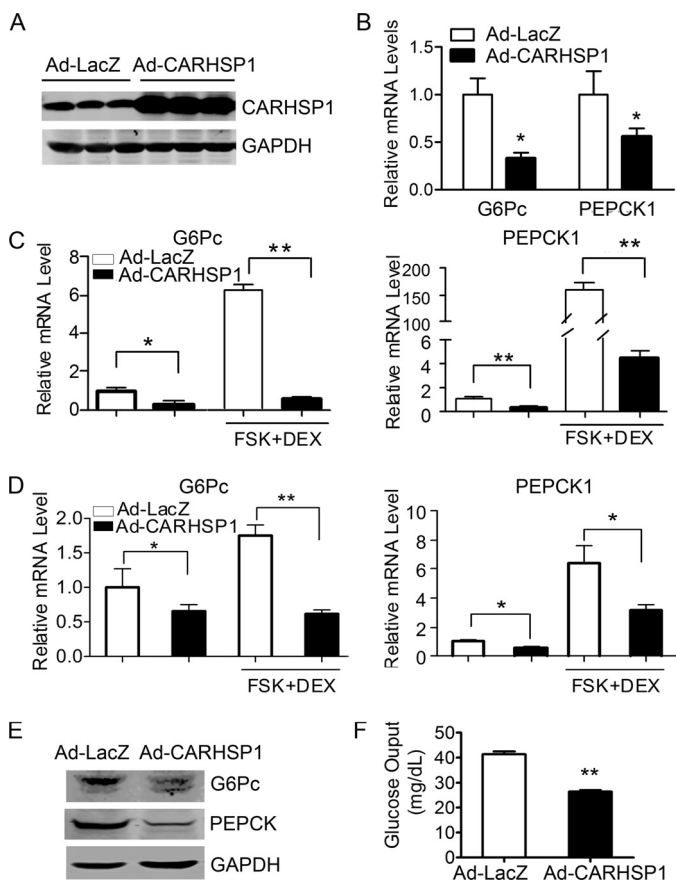 A
Ad-LacZ Ad-CARHSP1
CARHSP1
GAPDH
B
Ad-LacZ
Ad-CARHSP1
Relative mRNA Levels
1.5
1.0
0.5
0.0
*
*
G6Pc PEPCK1
C
G6Pc
Ad-LacZ
Ad-CARHSP1
Relative mRNA Level
6
4
2
0
*
**
FSK+DEX
PEPCK1
Relative mRNA Level
200
150
100
6
4
2
0
**
**
FSK+DEX
D
G6Pc
Ad-LacZ
Ad-CARHSP1
Relative mRNA Level
2.0
1.5
1.0
0.5
0.0
*
**
FSK+DEX
PEPCK1
Relative mRNA Level
10
8
6
4
2
0
*
*
FSK+DEX
E
Ad-LacZ Ad-CARHSP1
G6Pc
PEPCK
GAPDH
F
Glucose Ouput
(mg/dL)
50
40
30
20
10
0
**
Ad-LacZ Ad-CARHSP1